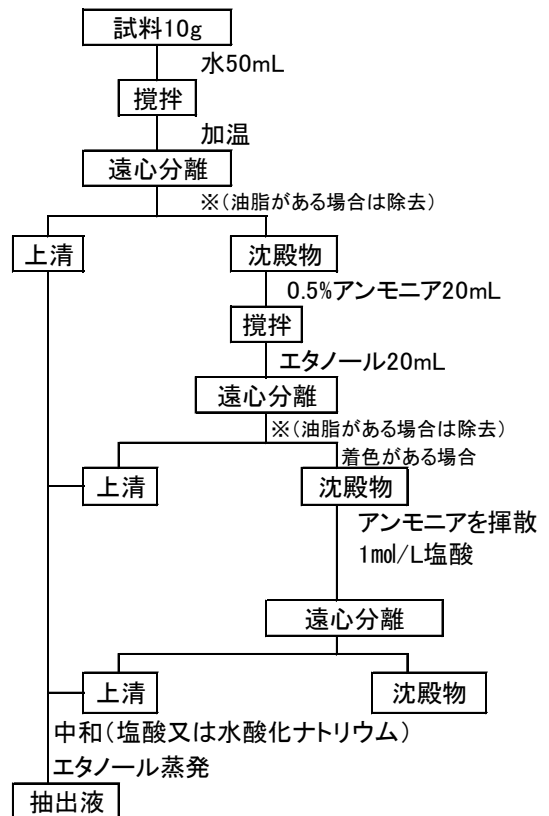 試料10g
水50mL
撹拌
加温
遠心分離
※(油脂がある場合は除去)
上清
沈殿物
0.5%アンモニア20mL
撹拌
エタノール20mL
遠心分離
※(油脂がある場合は除去)
着色がある場合
上清
沈殿物
アンモニアを揮散
1mol/L塩酸
遠心分離
上清
沈殿物
中和(塩酸又は水酸化ナトリウム)
エタノール蒸発
抽出液